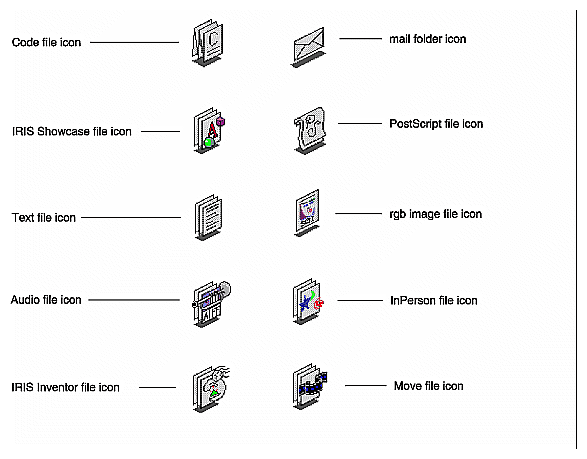 Code file icon
mail folder icon
IRIS Showcase file icon
PostScript file icon
Text file icon
rgb image file icon
Audio file icon
InPerson file icon
IRIS Inventor file icon
Move file icon
C